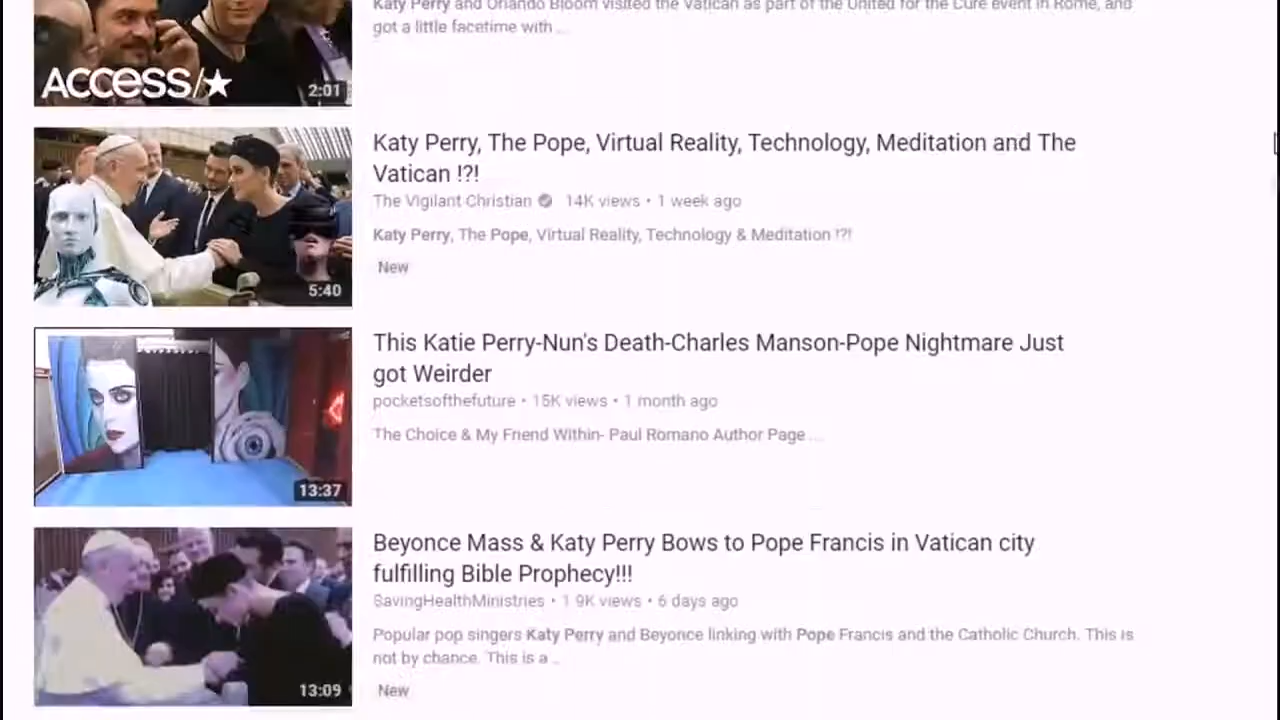 Katy Perry and Orlando Bloom visited the Vatican as part of the United for the Cure event in Rome, and
got a little facetime with ...
ACCESS/★
2:01
Katy Perry, The Pope, Virtual Reality, Technology, Meditation and The
Vatican !?!
The Vigilant Christian 14K views • 1 week ago
Katy Perry, The Pope, Virtual Reality, Technology & Meditation !?!
New
5:40
This Katie Perry-Nun's Death-Charles Manson-Pope Nightmare Just
got Weirder
pocketsofthefuture • 15K views • 1 month ago
The Choice & My Friend Within- Paul Romano Author Page ...
13:37
Beyonce Mass & Katy Perry Bows to Pope Francis in Vatican city
fulfilling Bible Prophecy!!!
SavingHealthMinistries • 1.9K views • 6 days ago
Popular pop singers Katy Perry and Beyonce linking with Pope Francis and the Catholic Church. This is
not by chance. This is a ...
New
13:09